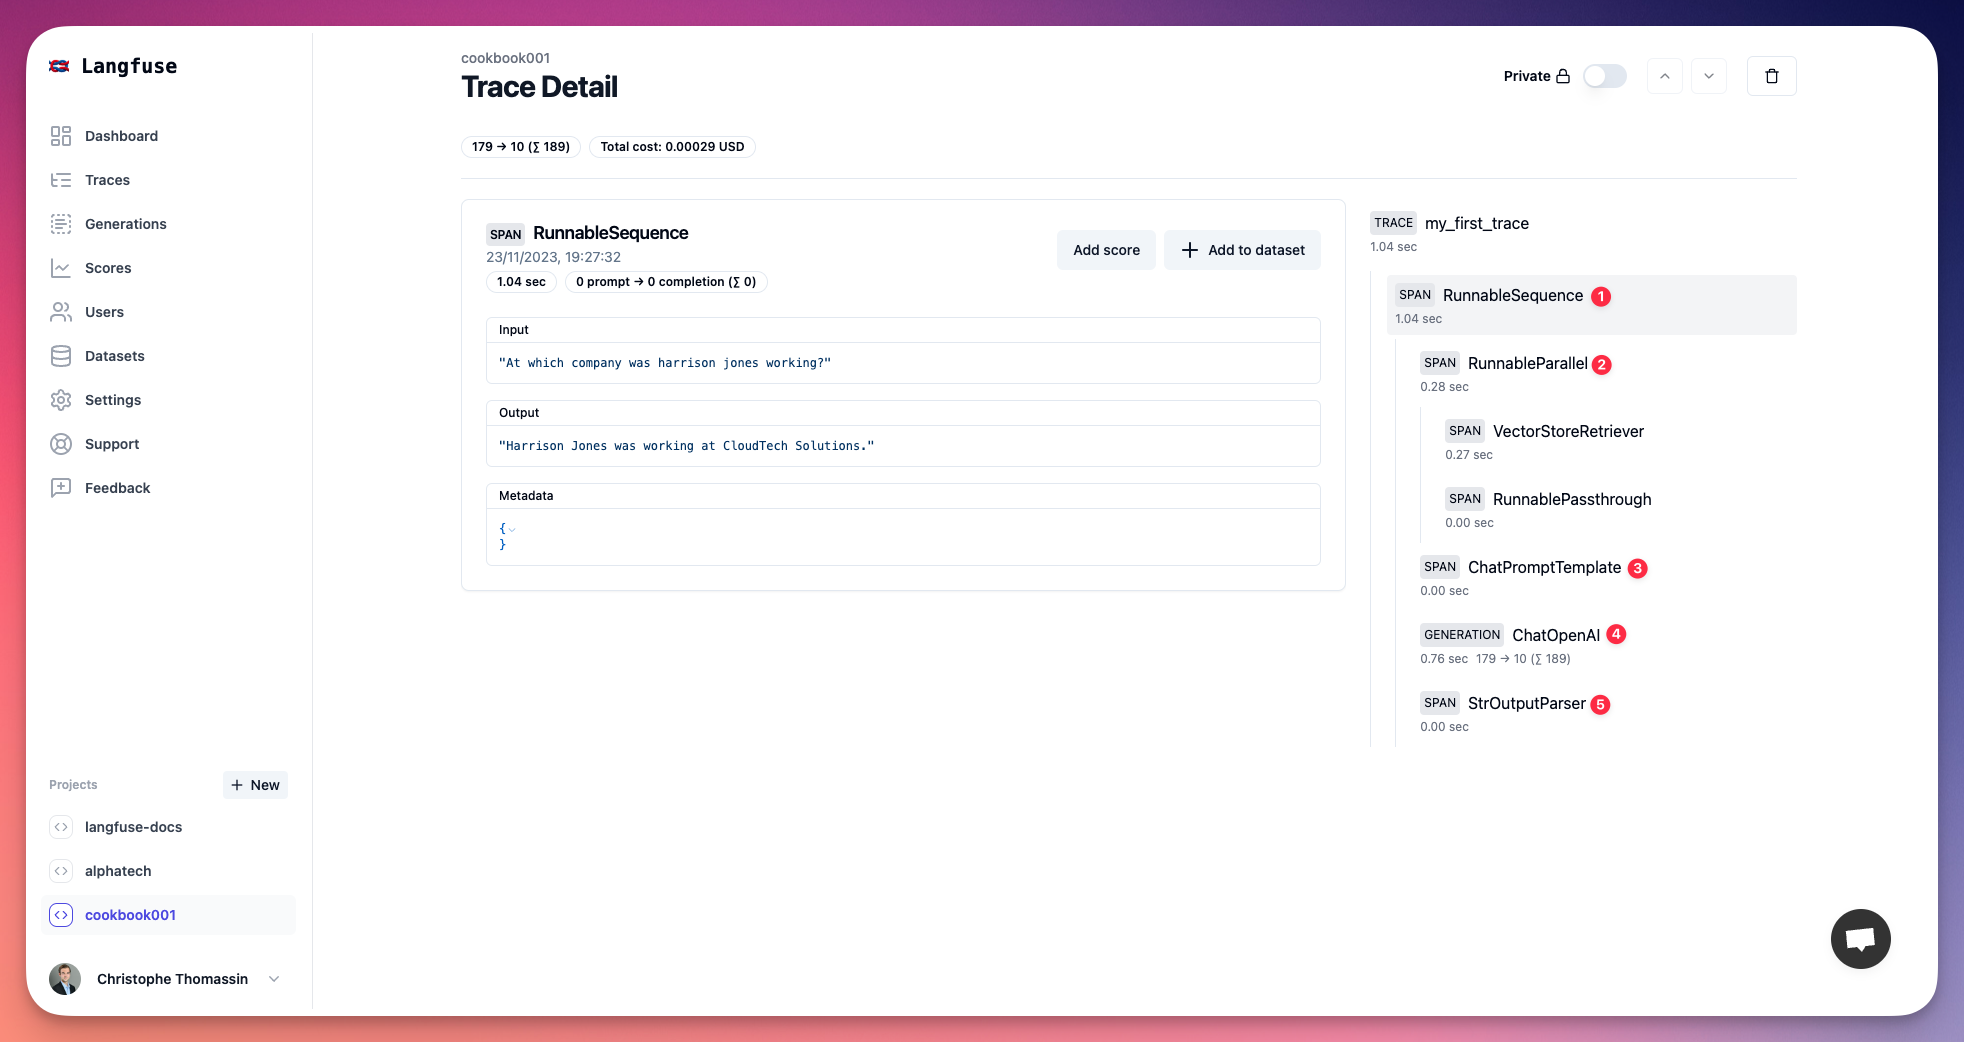 Langfuse
Dashboard
Traces
Generations
Scores
Users
Datasets
Settings
Support
Feedback
Projects
+ New
langfuse-docs
alphatech
cookbook001
Christophe Thomassin
cookbook001
Trace Detail
Private
179 → 10 (∑ 189)
Total cost: 0.00029 USD
SPAN RunnableSequence
23/11/2023, 19:27:32
1.04 sec
0 prompt → 0 completion (∑ 0)
Add score
+ Add to dataset
Input
"At which company was harrison jones working?"
Output
"Harrison Jones was working at CloudTech Solutions."
Metadata
{
}
TRACE my_first_trace
1.04 sec
SPAN RunnableSequence 1
1.04 sec
SPAN RunnableParallel 2
0.28 sec
SPAN VectorStoreRetriever
0.27 sec
SPAN RunnablePassthrough
0.00 sec
SPAN ChatPromptTemplate 3
0.00 sec
GENERATION ChatOpenAI 4
0.76 sec 179 → 10 (∑ 189)
SPAN StrOutputParser 5
0.00 sec